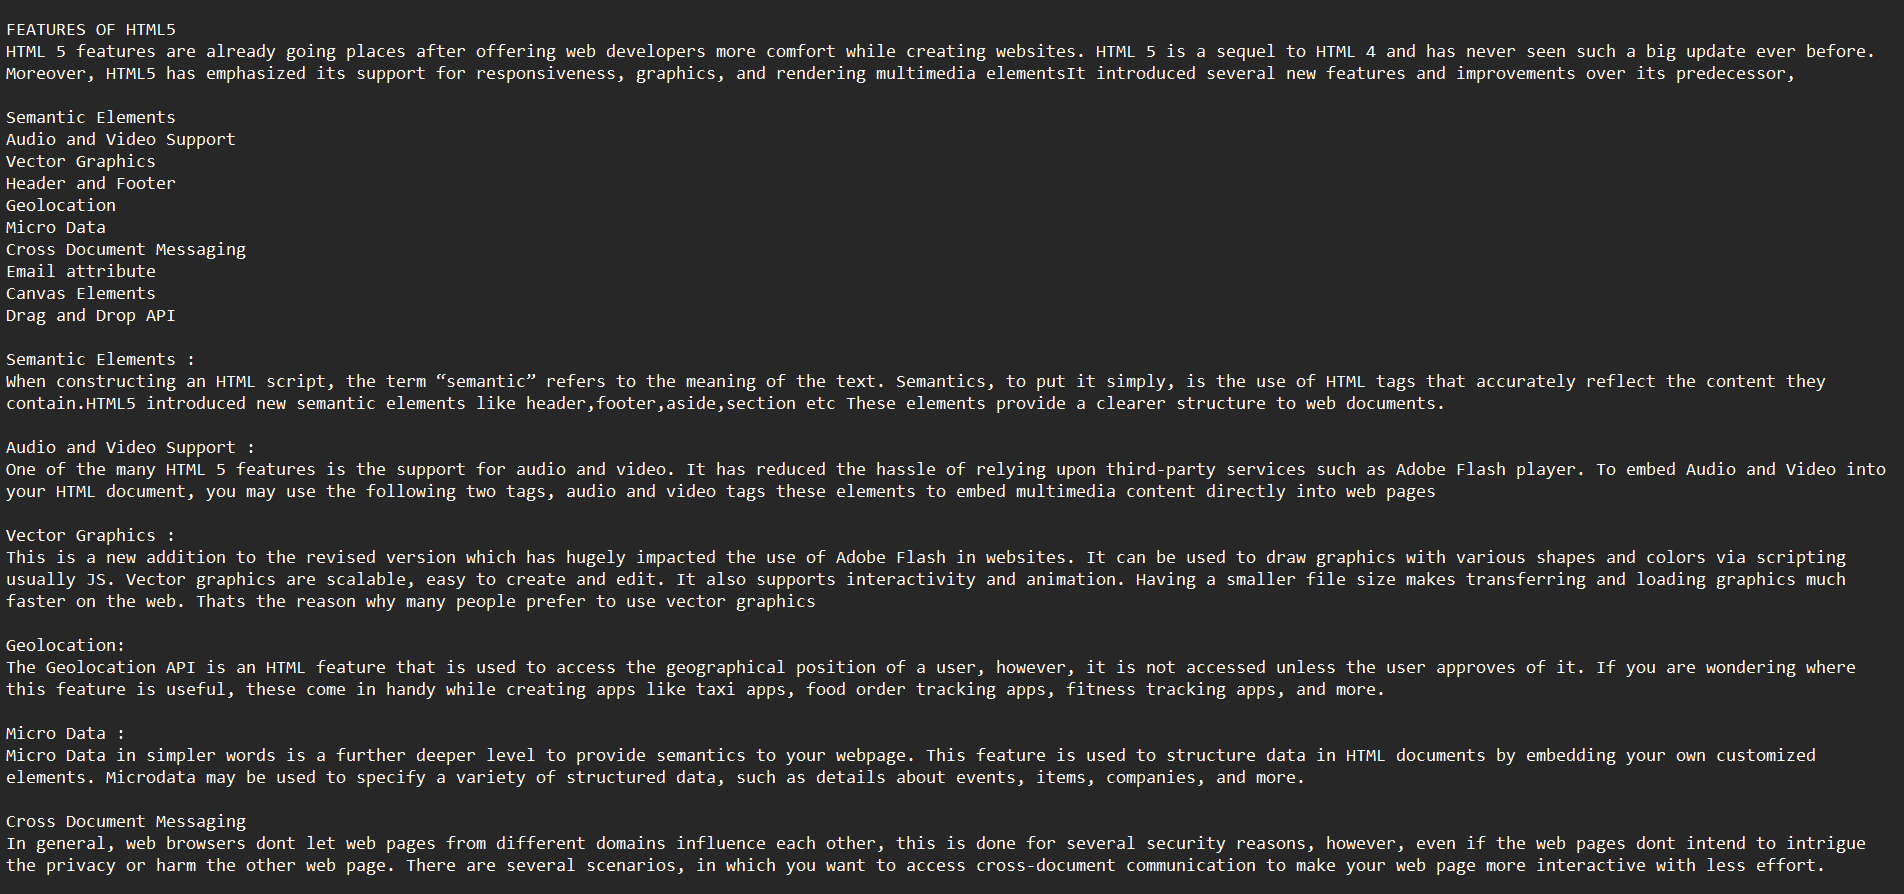 FEATURES OF HTML5
HTML 5 features are already going places after offering web developers more comfort while creating websites. HTML 5 is a sequel to HTML 4 and has never seen such a big update ever before.
Moreover, HTML5 has emphasized its support for responsiveness, graphics, and rendering multimedia elementsIt introduced several new features and improvements over its predecessor,
Semantic Elements
Audio and Video Support
Vector Graphics
Header and Footer
Geolocation
Micro Data
Cross Document Messaging
Email attribute
Canvas Elements
Drag and Drop API
Semantic Elements :
When constructing an HTML script, the term “semantic” refers to the meaning of the text. Semantics, to put it simply, is the use of HTML tags that accurately reflect the content they
contain.HTML5 introduced new semantic elements like header,footer,aside,section etc These elements provide a clearer structure to web documents.
Audio and Video Support :
One of the many HTML 5 features is the support for audio and video. It has reduced the hassle of relying upon third-party services such as Adobe Flash player. To embed Audio and Video into
your HTML document, you may use the following two tags, audio and video tags these elements to embed multimedia content directly into web pages
Vector Graphics :
This is a new addition to the revised version which has hugely impacted the use of Adobe Flash in websites. It can be used to draw graphics with various shapes and colors via scripting
usually JS. Vector graphics are scalable, easy to create and edit. It also supports interactivity and animation. Having a smaller file size makes transferring and loading graphics much
faster on the web. Thats the reason why many people prefer to use vector graphics
Geolocation:
The Geolocation API is an HTML feature that is used to access the geographical position of a user, however, it is not accessed unless the user approves of it. If you are wondering where
this feature is useful, these come in handy while creating apps like taxi apps, food order tracking apps, fitness tracking apps, and more.
Micro Data :
Micro Data in simpler words is a further deeper level to provide semantics to your webpage. This feature is used to structure data in HTML documents by embedding your own customized
elements. Microdata may be used to specify a variety of structured data, such as details about events, items, companies, and more.
Cross Document Messaging
In general, web browsers dont let web pages from different domains influence each other, this is done for several security reasons, however, even if the web pages dont intend to intrigue
the privacy or harm the other web page. There are several scenarios, in which you want to access cross-document communication to make your web page more interactive with less effort.